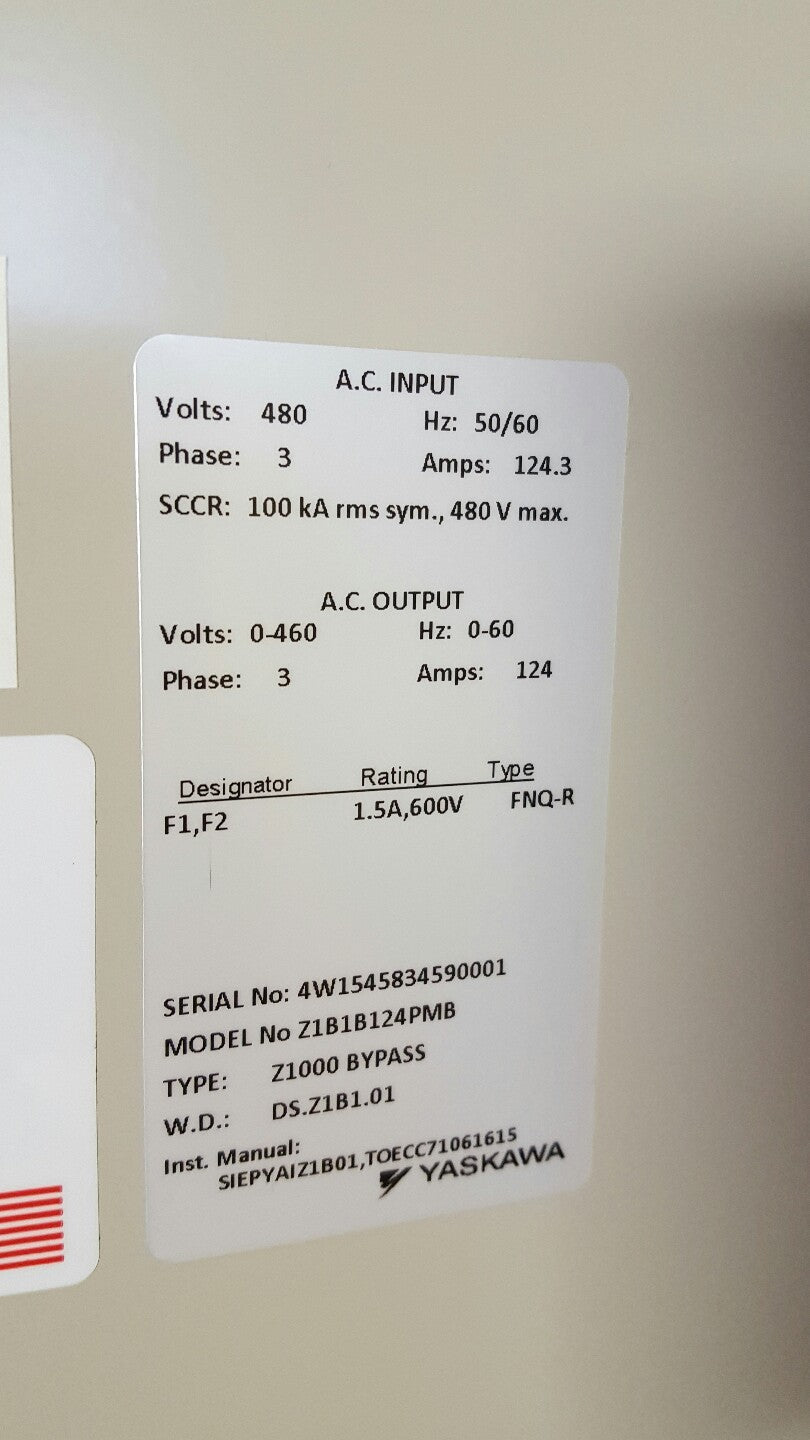 A.C. INPUT
Volts: 480 Hz: 50/60
Phase: 3 Amps: 124.3
SCCR: 100 kA rms sym., 480 V max.
A.C. OUTPUT
Volts: 0-460 Hz: 0-60
Phase: 3 Amps: 124
Designator Rating Type
F1,F2 1.5A,600V FNQ-R
SERIAL No: 4W1545834590001
MODEL No Z1B1B124PMB
TYPE: Z1000 BYPASS
W.D.: DS.Z1B1.01
Inst. Manual:
SIEPYAIZ1B01,TOECC71061615
YASKAWA